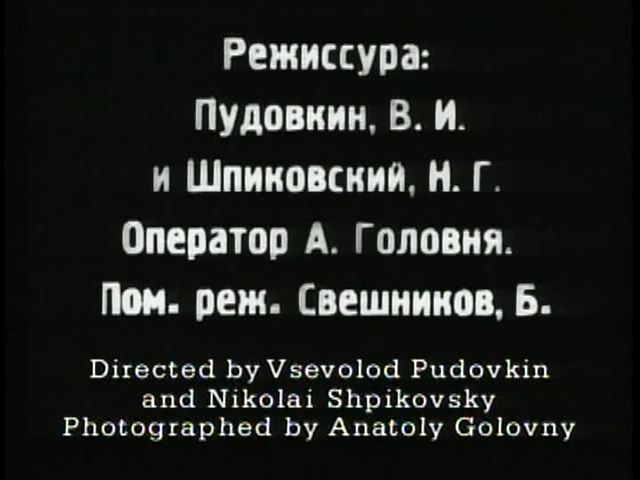 Режиссура:
Пудовкин, В. И.
и Шпиковский, Н. Г.
Оператор А. Головня.
Пом. реж. Свешников, Б.
Directed by Vsevolod Pudovkin
and Nikolai Shpikovsky
Photographed by Anatoly Golovny